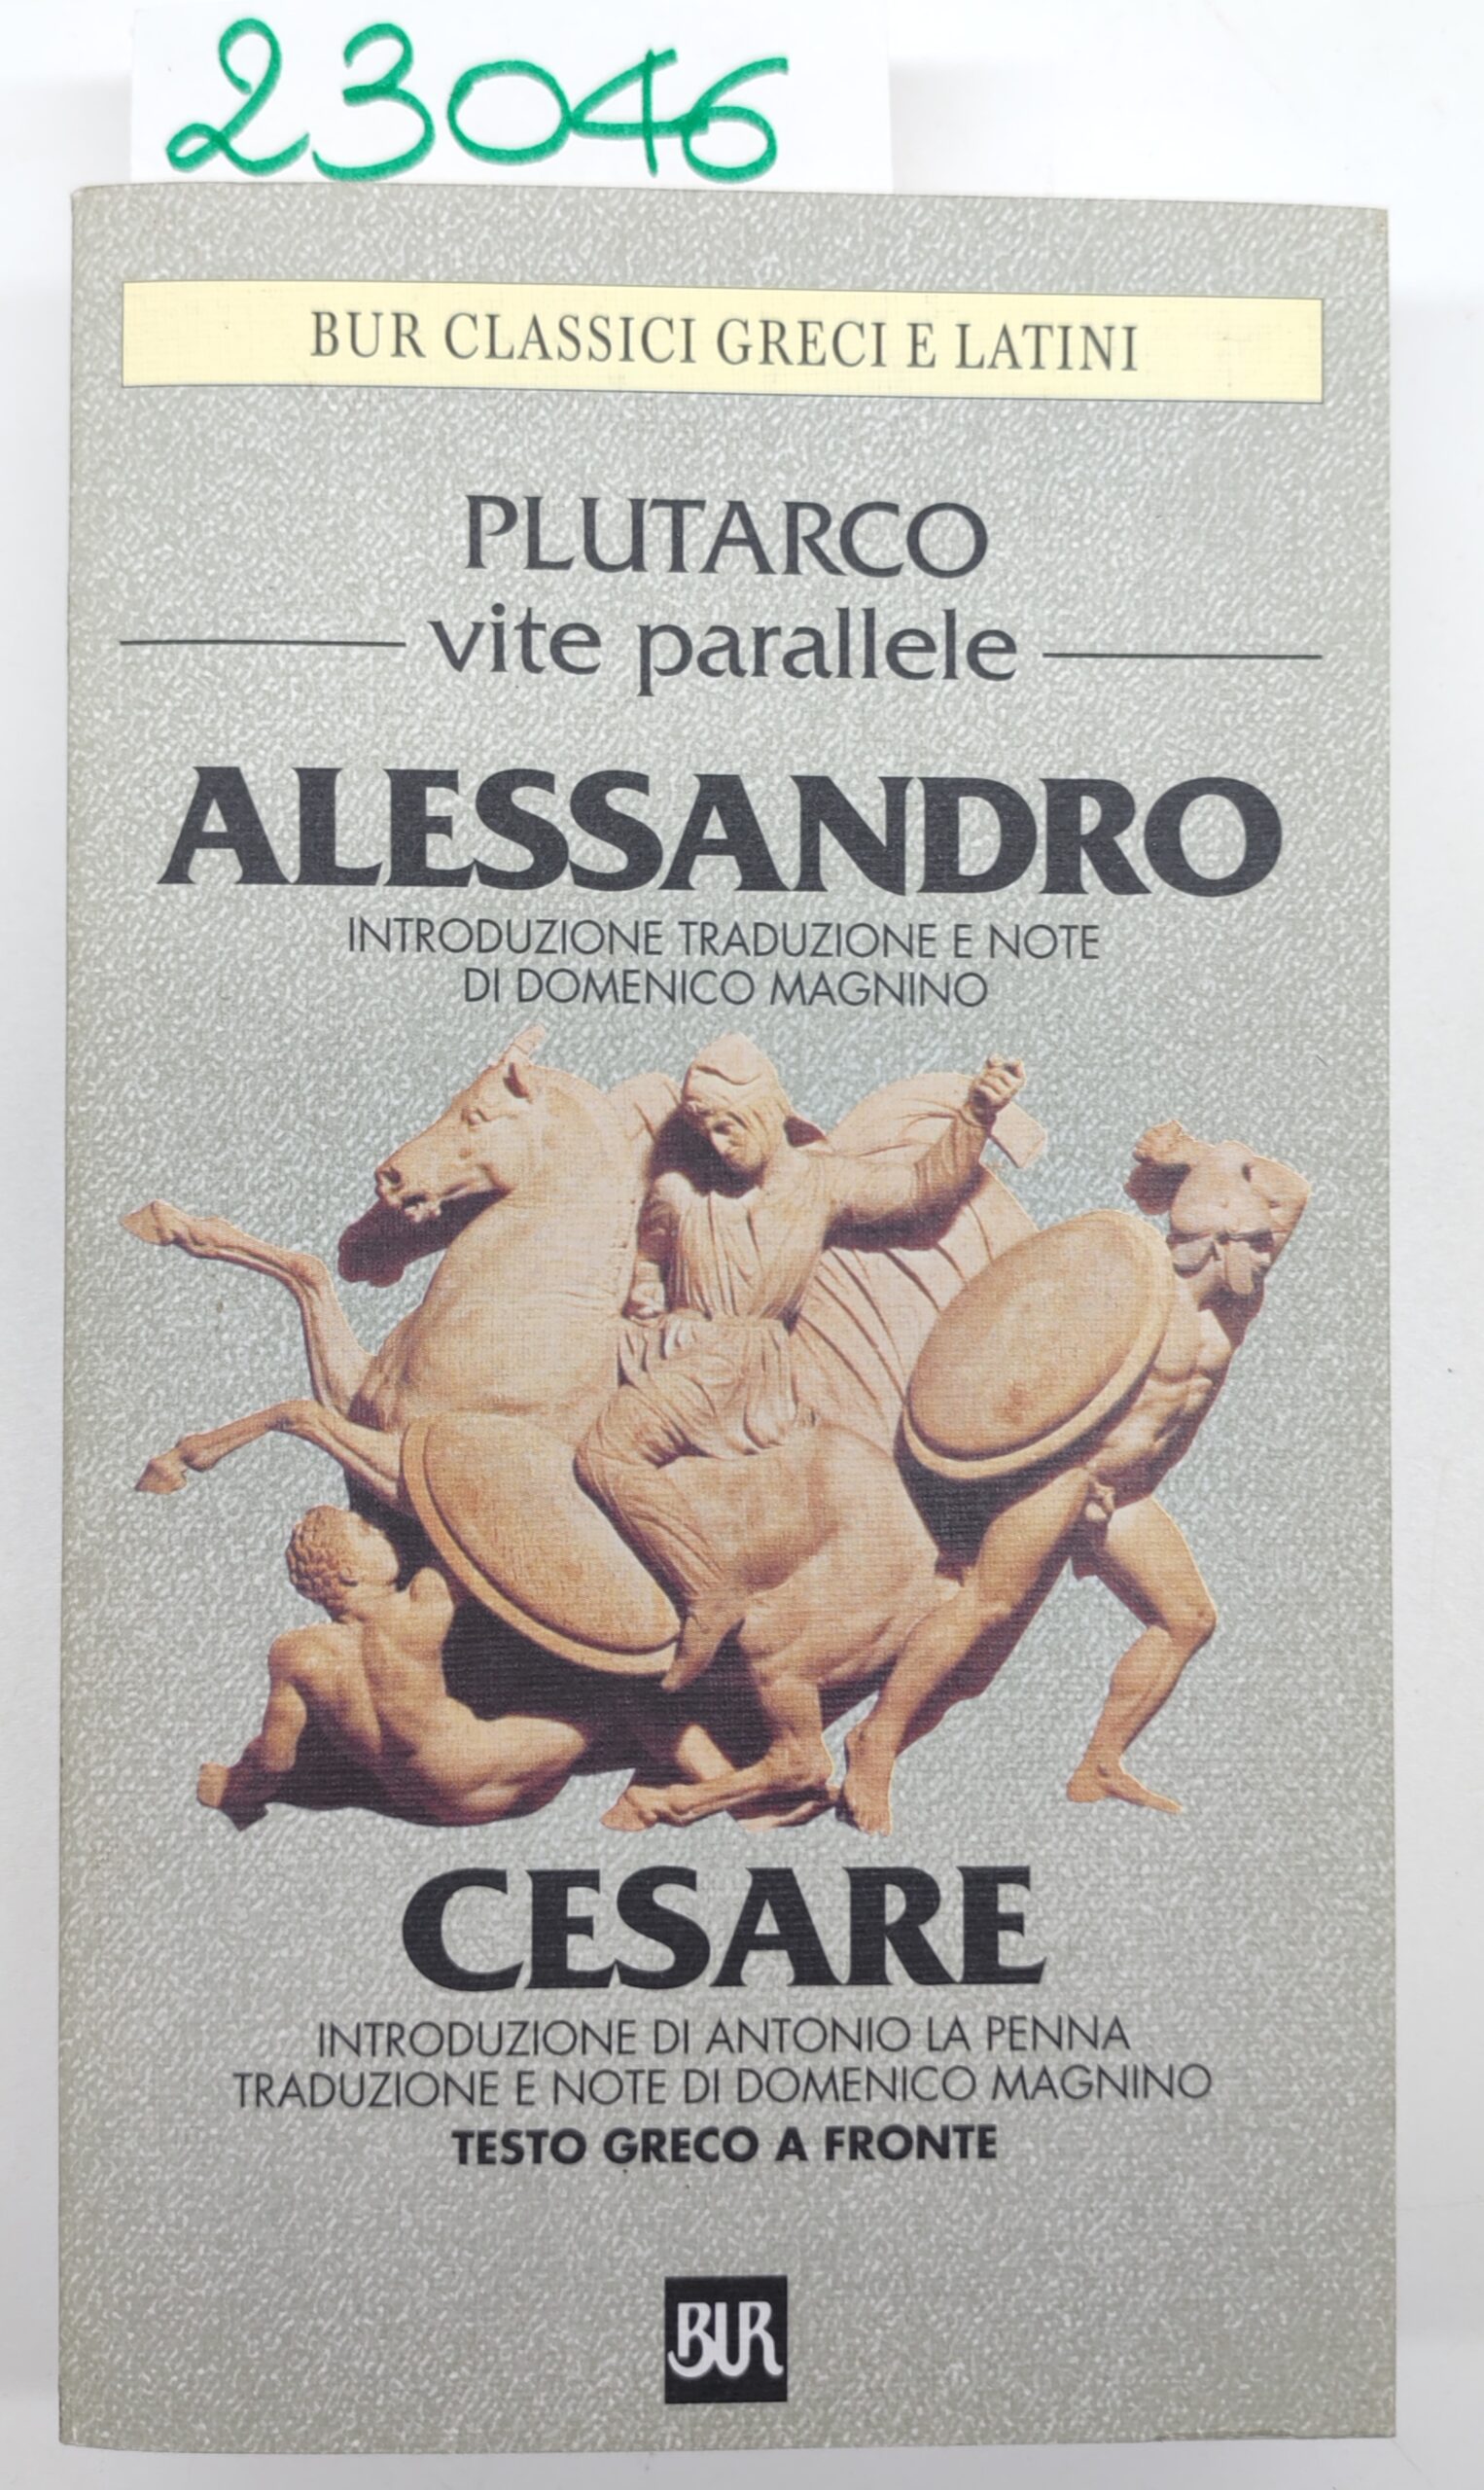 23046
BUR CLASSICI GRECI E LATINI
PLUTARCO
vite parallele
ALESSANDRO
INTRODUZIONE TRADUZIONE E NOTE
DI DOMENICO MAGNINO
CESARE
INTRODUZIONE DI ANTONIO LA PENNA
TRADUZIONE E NOTE DI DOMENICO MAGNINO
TESTO GRECO A FRONTE
BUR